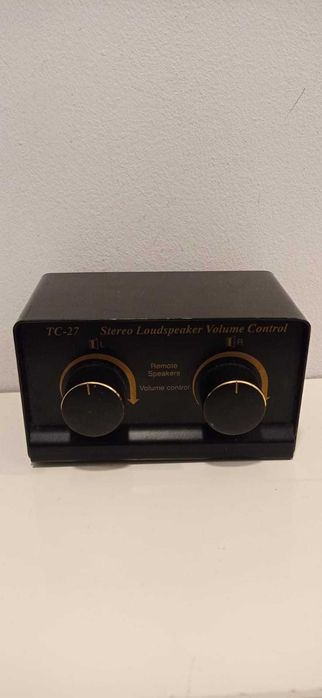 TC-27 Stereo Loudspeaker Volume Control
L R
Remote
Speakers
Volume control